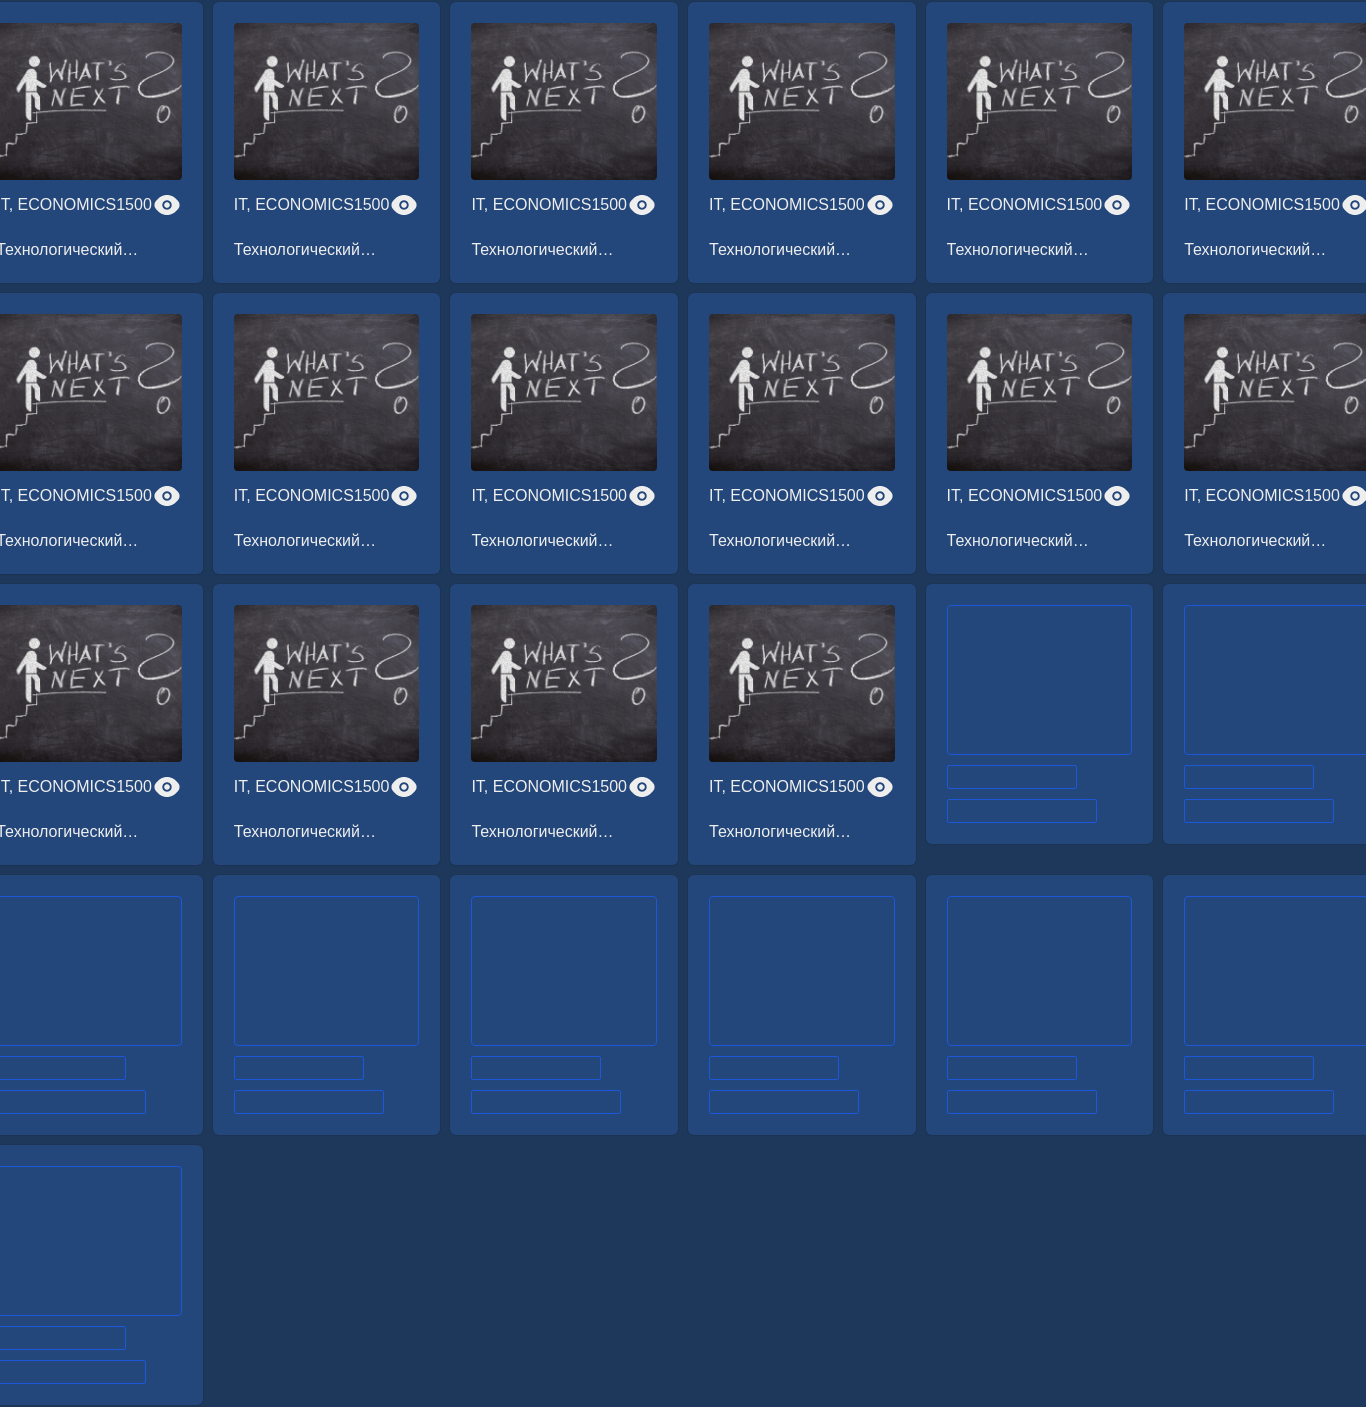 WHAT'S
NEXT ?
T, ECONOMICS1500
Технологический…
WHAT'S
NEXT ?
IT, ECONOMICS1500
Технологический…
WHAT'S
NEXT ?
IT, ECONOMICS1500
Технологический…
WHAT'S
NEXT ?
IT, ECONOMICS1500
Технологический…
WHAT'S
NEXT ?
IT, ECONOMICS1500
Технологический…
WHAT'S
NEXT ?
IT, ECONOMICS1500
Технологический…
WHAT'S
NEXT ?
T, ECONOMICS1500
Технологический…
WHAT'S
NEXT ?
IT, ECONOMICS1500
Технологический…
WHAT'S
NEXT ?
IT, ECONOMICS1500
Технологический…
WHAT'S
NEXT ?
IT, ECONOMICS1500
Технологический…
WHAT'S
NEXT ?
IT, ECONOMICS1500
Технологический…
WHAT'S
NEXT ?
IT, ECONOMICS1500
Технологический…
WHAT'S
NEXT ?
T, ECONOMICS1500
Технологический…
WHAT'S
NEXT ?
IT, ECONOMICS1500
Технологический…
WHAT'S
NEXT ?
IT, ECONOMICS1500
Технологический…
WHAT'S
NEXT ?
IT, ECONOMICS1500
Технологический…